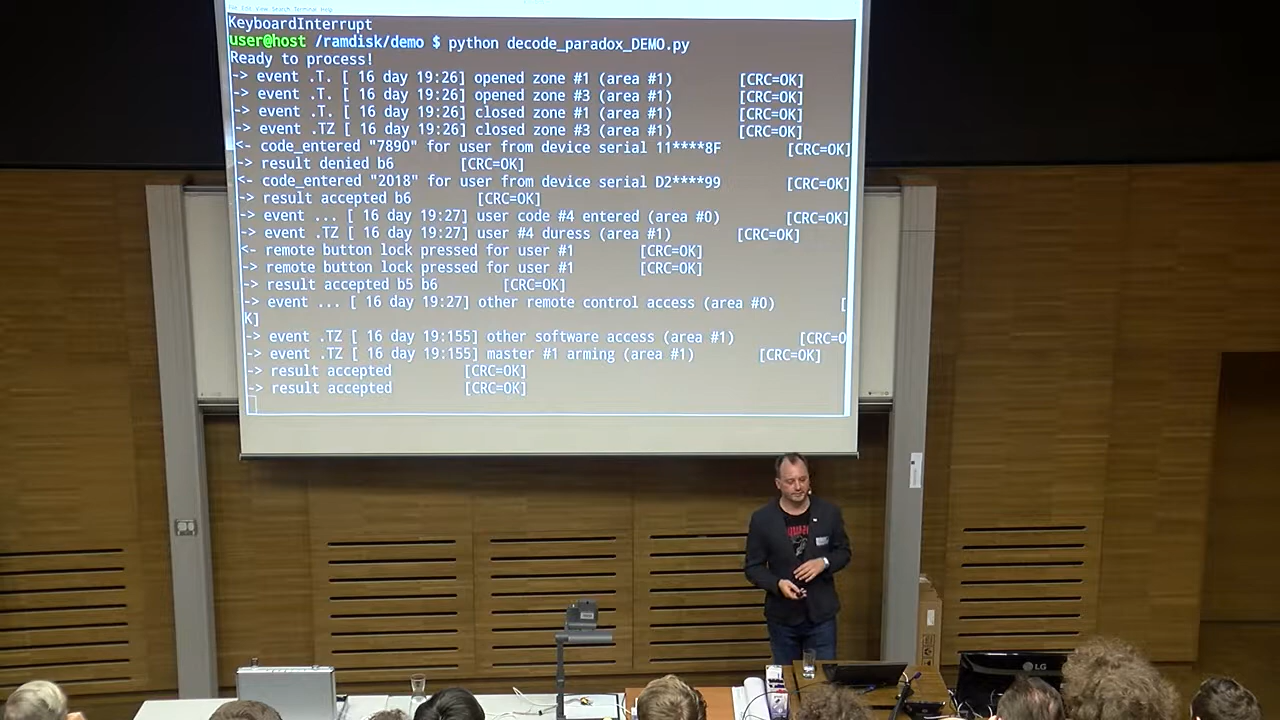 KeyboardInterrupt
user@host /ramdisk/demo $ python decode_paradox_DEMO.py
Ready to process!
-> event .T. [ 16 day 19:26] opened zone #1 (area #1) [CRC=OK]
-> event .T. [ 16 day 19:26] opened zone #3 (area #1) [CRC=OK]
-> event .T. [ 16 day 19:26] closed zone #1 (area #1) [CRC=OK]
-> event .TZ [ 16 day 19:26] closed zone #3 (area #1) [CRC=OK]
<- code_entered "7890" for user from device serial 11****8F [CRC=OK]
-> result denied b6 [CRC=OK]
<- code_entered "2018" for user from device serial D2****99 [CRC=OK]
-> result accepted b6 [CRC=OK]
-> event ... [ 16 day 19:27] user code #4 entered (area #0) [CRC=OK]
-> event .TZ [ 16 day 19:27] user #4 duress (area #1) [CRC=OK]
<- remote button lock pressed for user #1 [CRC=OK]
-> remote button lock pressed for user #1 [CRC=OK]
-> result accepted b5 b6 [CRC=OK]
-> event ... [ 16 day 19:27] other remote control access (area #0) [
K]
-> event .TZ [ 16 day 19:155] other software access (area #1) [CRC=O
-> event .TZ [ 16 day 19:155] master #1 arming (area #1) [CRC=OK]
-> result accepted [CRC=OK]
-> result accepted [CRC=OK]
LG